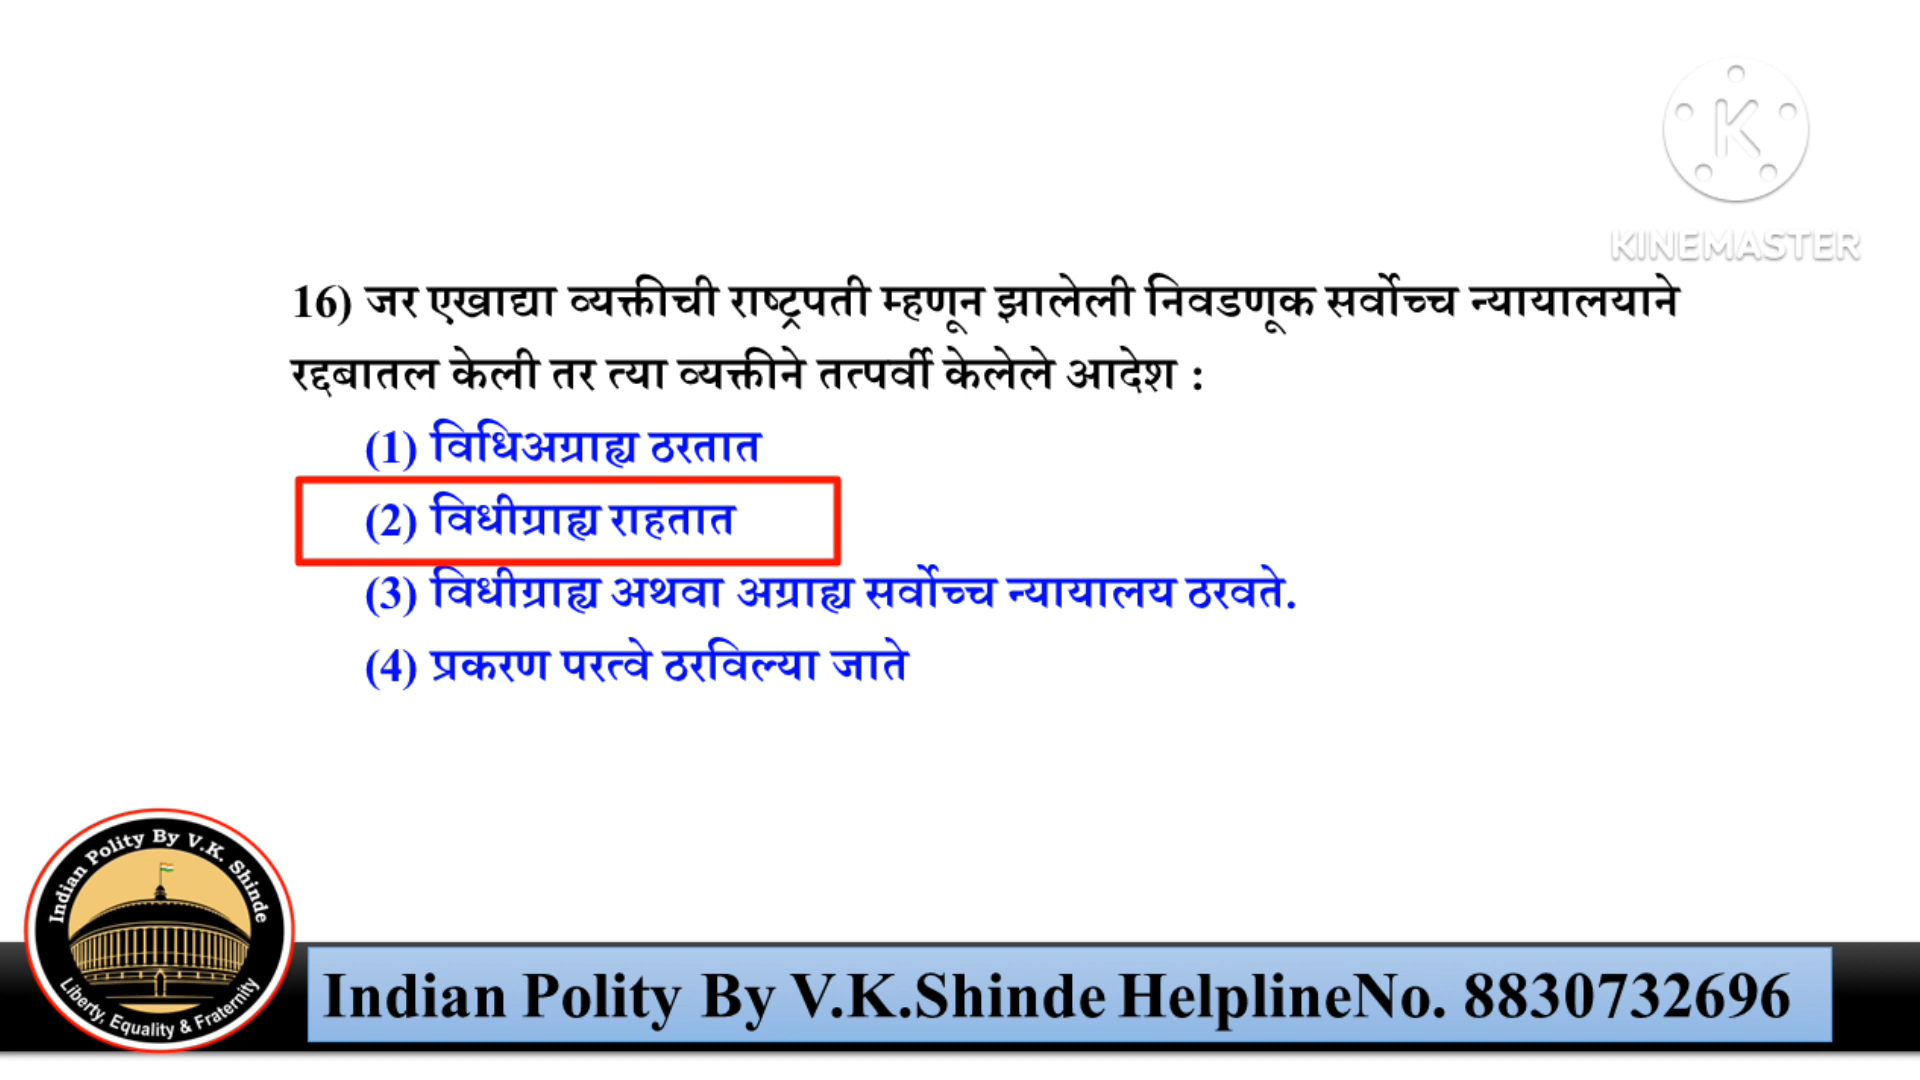 KINEMASTER
16) जर एखाद्या व्यक्तीची राष्ट्रपती म्हणून झालेली निवडणूक सर्वोच्च न्यायालयाने
रद्दबातल केली तर त्या व्यक्तीने तत्पर्वी केलेले आदेश :
(1) विधिअग्राह्य ठरतात
(2) विधीग्राह्य राहतात
(3) विधीग्राह्य अथवा अग्राह्य सर्वोच्च न्यायालय ठरवते.
(4) प्रकरण परत्वे ठरविल्या जाते
Indian Polity By V.K. Shinde
Liberty, Equality & Fraternity
Indian Polity By V.K.Shinde HelplineNo. 8830732696